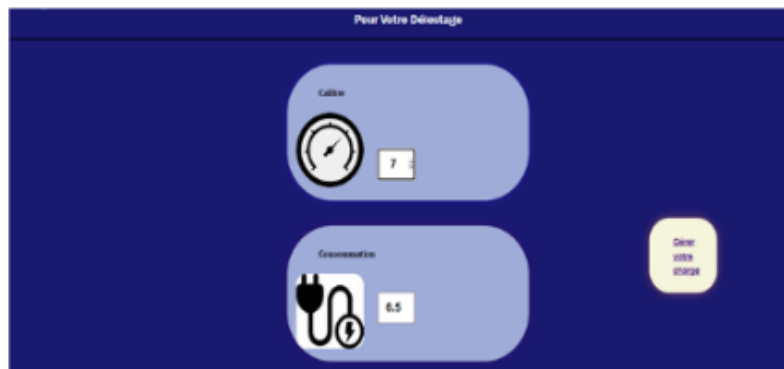 Pour Votre Délestage
Calibre
7
Consommation
6.5
Gérer
votre
charge